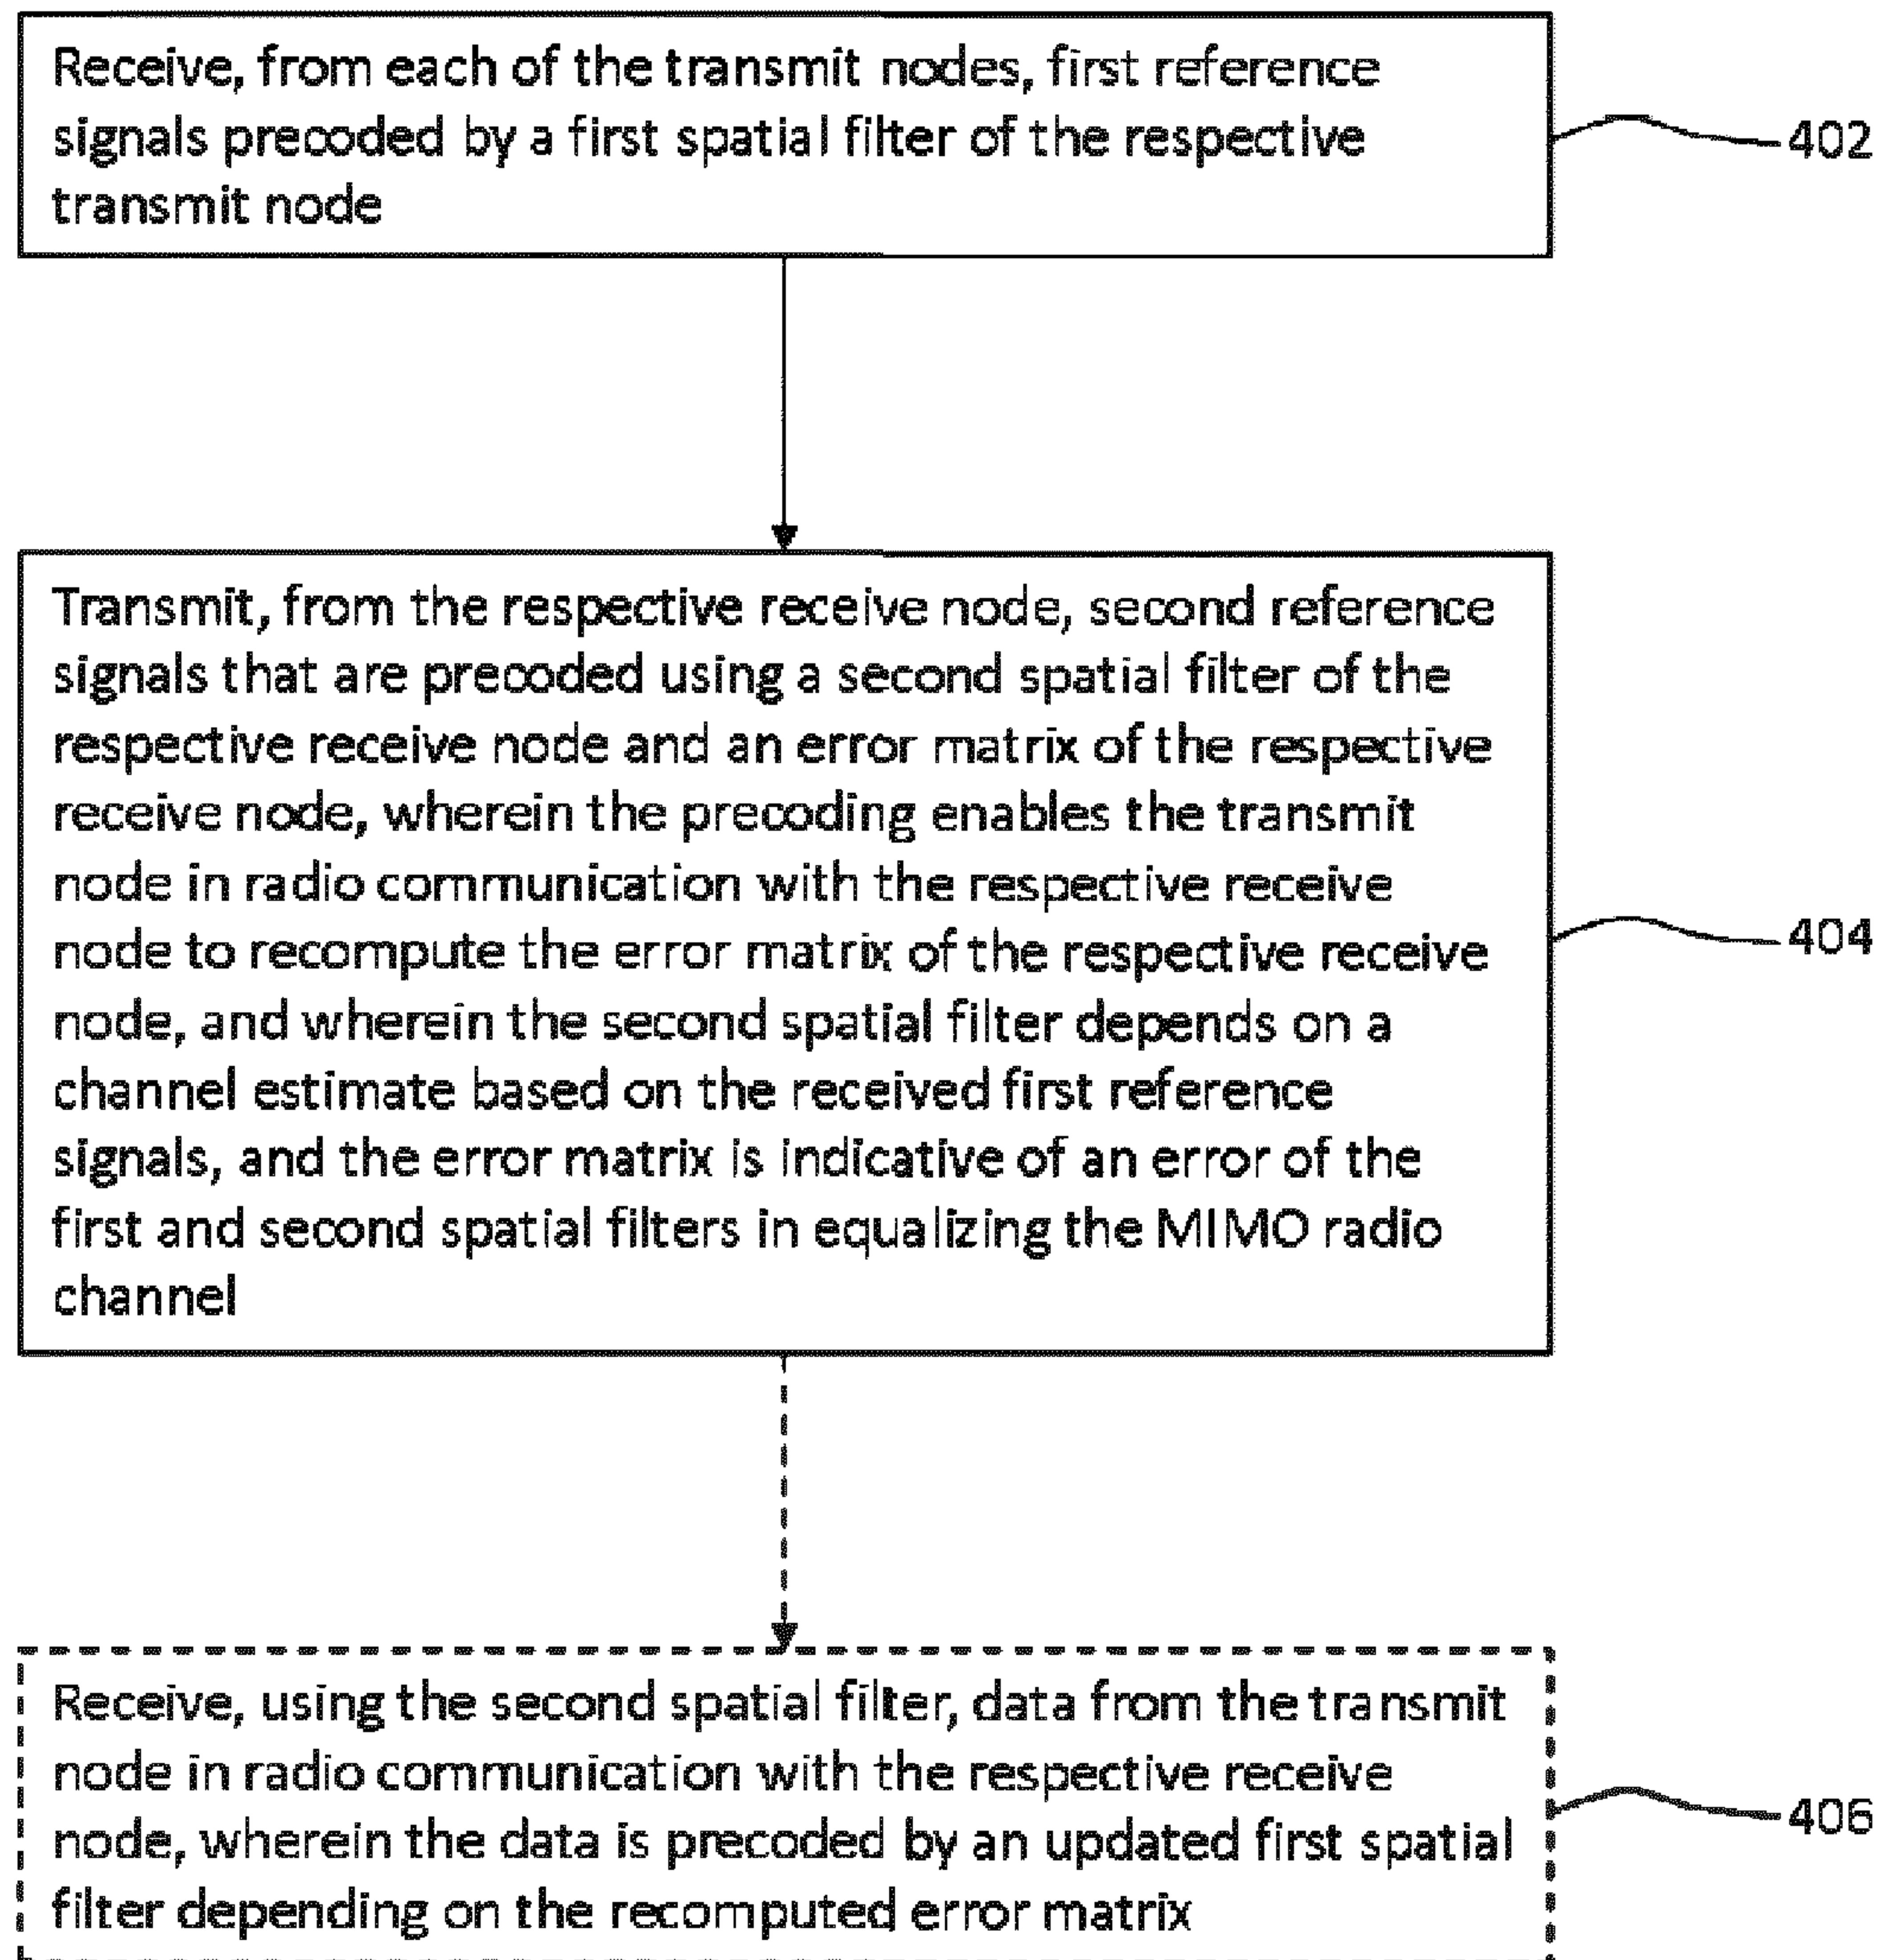 Receive, from each of the transmit nodes, first reference
signals precoded by a first spatial filter of the respective
transmit node
402
Transmit, from the respective receive node, second reference
signals that are precoded using a second spatial filter of the
respective receive node and an error matrix of the respective
receive node, wherein the precoding enables the transmit
node in radio communication with the respective receive
node to recompute the error matrix of the respective receive
node, and wherein the second spatial filter depends on a
channel estimate based on the received first reference
signals, and the error matrix is indicative of an error of the
first and second spatial filters in equalizing the MIMO radio
channel
404
Receive, using the second spatial filter, data from the transmit
node in radio communication with the respective receive
node, wherein the data is precoded by an updated first spatial
filter depending on the recomputed error matrix
406